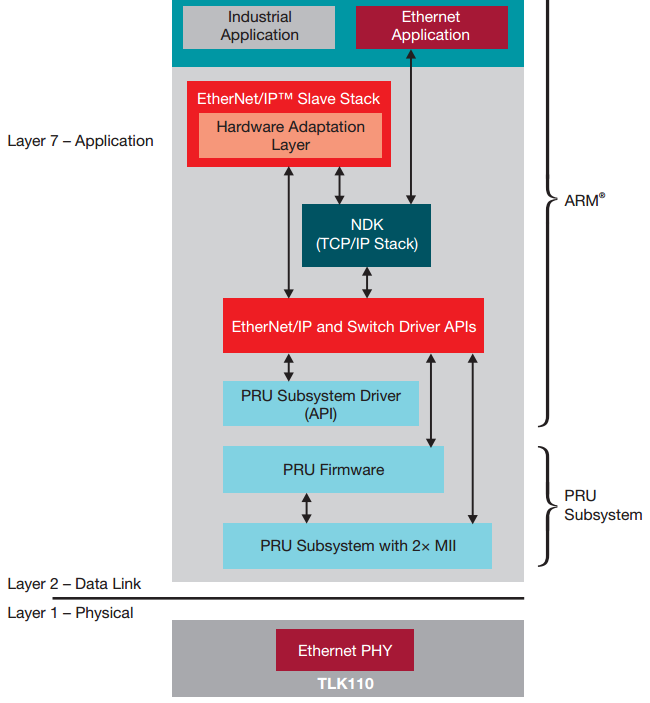 Industrial
Application
Ethernet
Application
EtherNet/IP™ Slave Stack
Hardware Adaptation
Layer
Layer 7 – Application
ARM®
NDK
(TCP/IP Stack)
EtherNet/IP and Switch Driver APIs
PRU Subsystem Driver
(API)
PRU Firmware
PRU
Subsystem
PRU Subsystem with 2× MII
Layer 2 – Data Link
Layer 1 – Physical
Ethernet PHY
TLK110